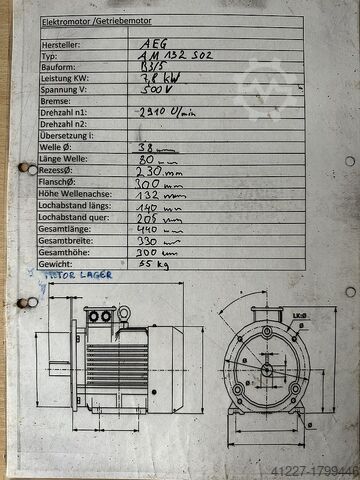 Elektromotor /Getriebemotor
Hersteller: AEG
Typ: AM 132 S02
Bauform: B3/5
Leistung KW: 7,8 kW
Spannung V: 500V
Bremse:
Drehzahl n1: ~2910 U/min
Drehzahl n2:
Übersetzung i:
Welle Ø: 38 mm
Länge Welle: 80 mm
RezessØ: 230 mm
FlanschØ: 300 mm
Höhe Wellenachse: 132 mm
Lochabstand längs: 140 mm
Lochabstand quer: 205 mm
Gesamtlänge: 440 mm
Gesamtbreite: 330 mm
Gesamthöhe: 300 mm
Gewicht: 55 kg
LAGER
LK:Ø
Ø
Ø
41227-1799446